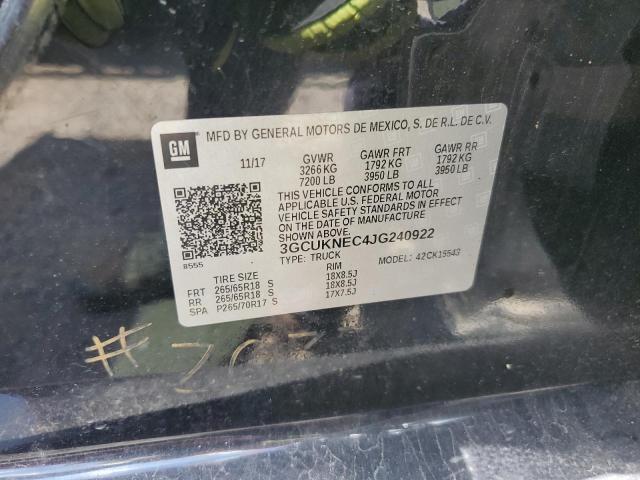 GM
MFD BY GENERAL MOTORS DE MEXICO, S. DE R.L. DE C.V.
11/17 GVWR GAWR FRT GAWR RR
3266 KG 1792 KG 1792 KG
7200 LB 3950 LB 3950 LB
THIS VEHICLE CONFORMS TO ALL
APPLICABLE U.S. FEDERAL MOTOR
VEHICLE SAFETY STANDARDS IN EFFECT
ON THE DATE OF MANUFACTURE
SHOWN ABOVE.
3GCUKNEC4JG240922
TYPE: TRUCK MODEL: 42CK15543
8555
TIRE SIZE RIM
FRT 265/65R18 S 18X8.5J
RR 265/65R18 S 18X8.5J
SPA P265/70R17 S 17X7.5J